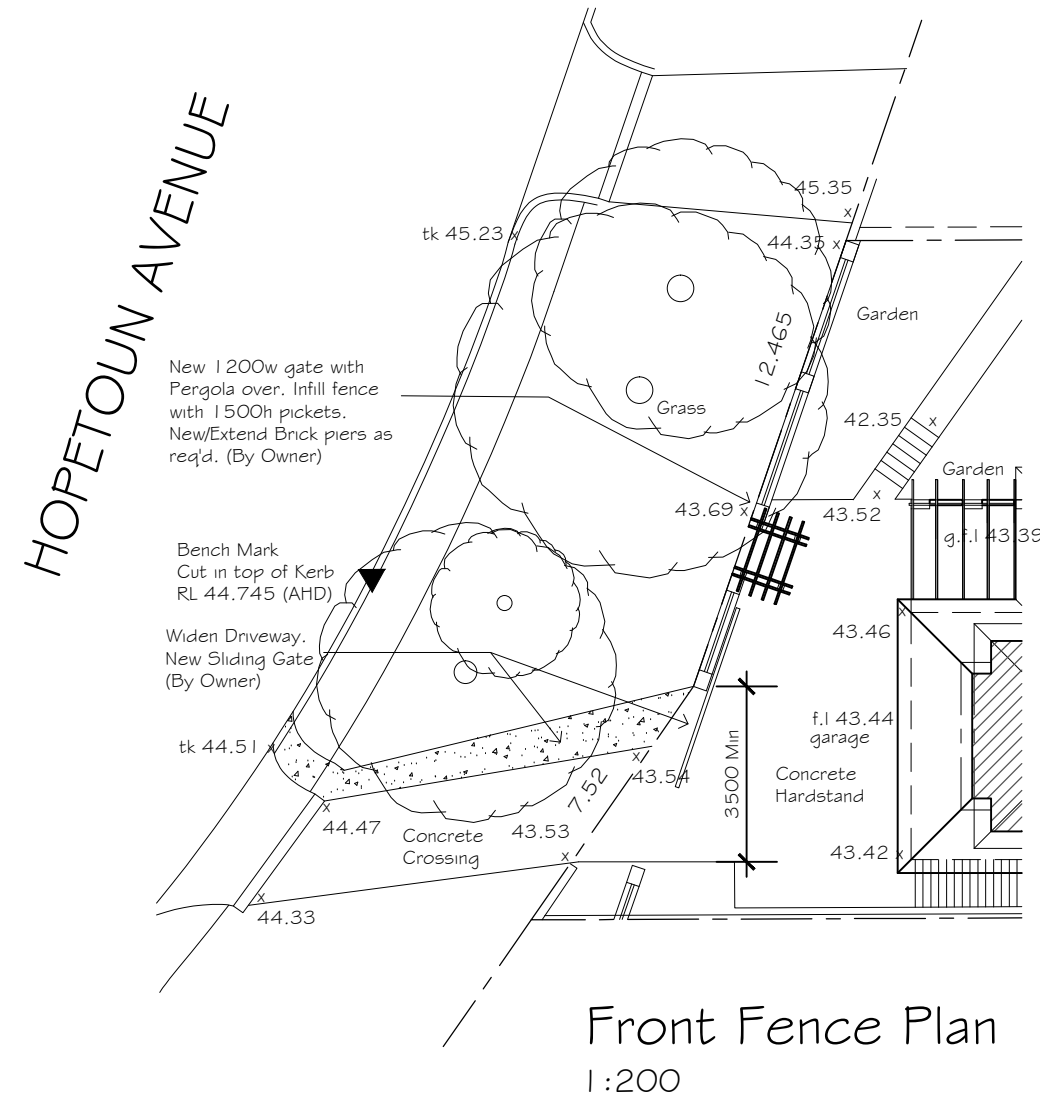 HOPETOUN AVENUE
45.35
tk 45.23
44.35
Garden
12.465
New 1200w gate with
Pergola over. Infill fence
with 1500h pickets.
New/Extend Brick piers as
req'd. (By Owner)
Grass
42.35
Garden
43.69
43.52
g.f.l 43.39
Bench Mark
Cut in top of Kerb
RL 44.745 (AHD)
43.46
Widen Driveway.
New Sliding Gate
(By Owner)
f.l 43.44
garage
tk 44.51
43.54
3500 Min
Concrete
Hardstand
7.52
44.47
Concrete
Crossing
43.53
43.42
44.33
Front Fence Plan
1:200